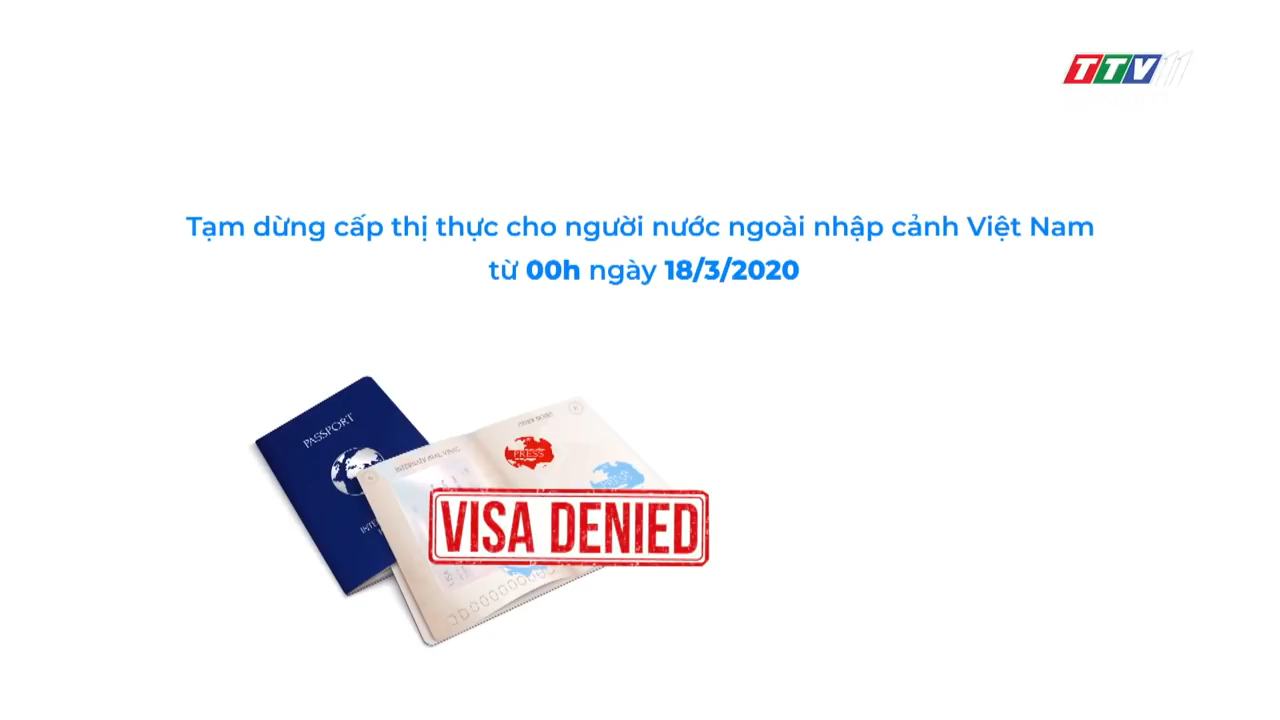 TTV11
Tạm dừng cấp thị thực cho người nước ngoài nhập cảnh Việt Nam
từ 00h ngày 18/3/2020
PASSPORT
PRESS
VISA DENIED